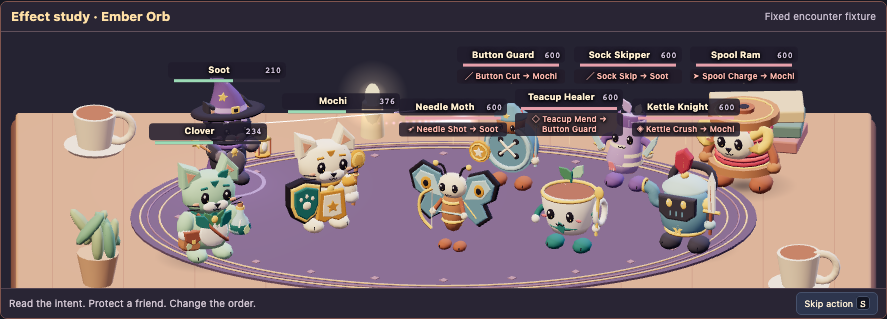 Effect study · Ember Orb
Fixed encounter fixture
Button Guard 600
Button Cut → Mochi
Sock Skipper 600
Sock Skip → Soot
Spool Ram 600
Spool Charge → Mochi
Soot 210
Mochi 376
Needle Moth 600
Needle Shot → Soot
Teacup Healer 600
Teacup Mend →
Button Guard
Kettle Knight 600
Kettle Crush → Mochi
Clover 234
Read the intent. Protect a friend. Change the order.
Skip action S